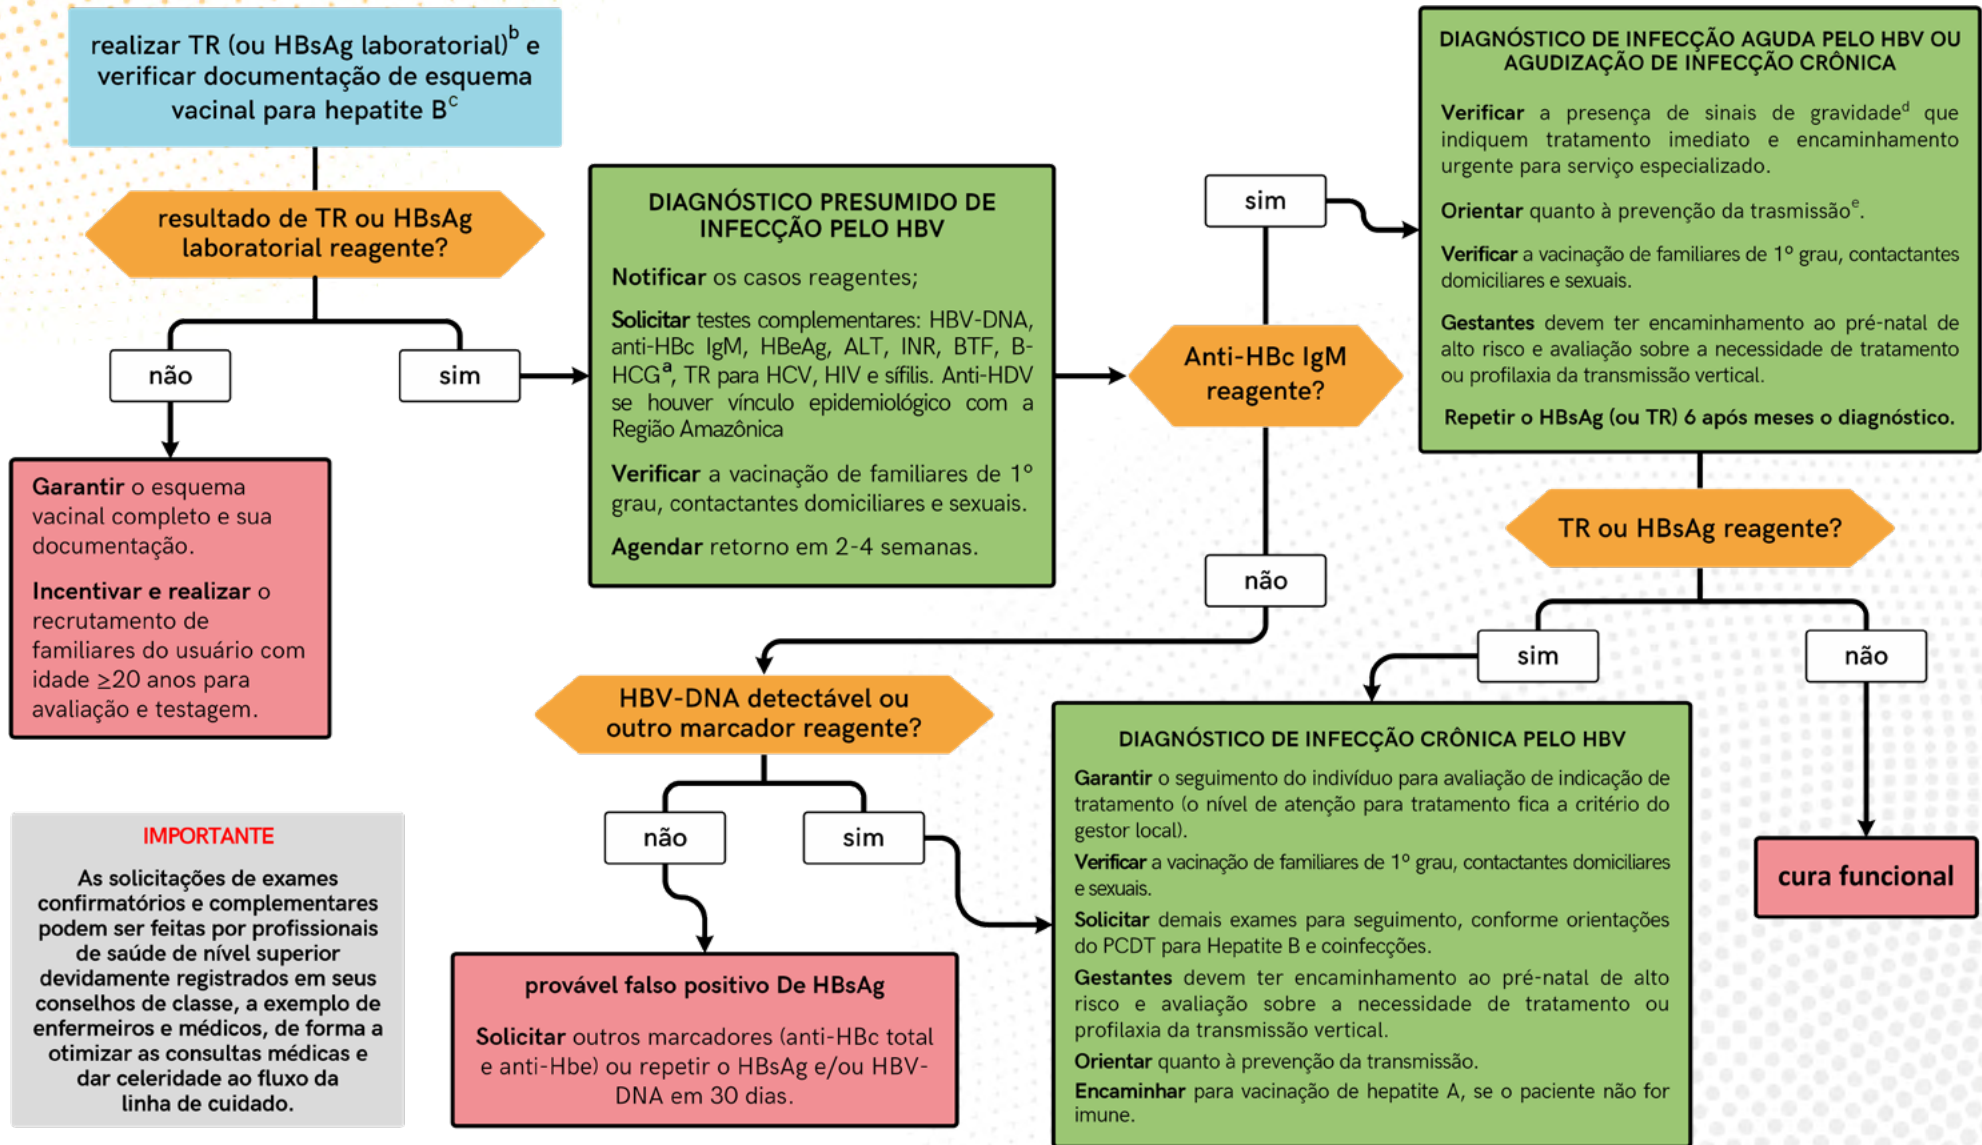 realizar TR (ou HBsAg laboratorial)ᵇ e
verificar documentação de esquema
vacinal para hepatite Bᶜ
resultado de TR ou HBsAg
laboratorial reagente?
não
sim
Garantir o esquema
vacinal completo e sua
documentação.
Incentivar e realizar o
recrutamento de
familiares do usuário com
idade ≥20 anos para
avaliação e testagem.
IMPORTANTE
As solicitações de exames
confirmatórios e complementares
podem ser feitas por profissionais
de saúde de nível superior
devidamente registrados em seus
conselhos de classe, a exemplo de
enfermeiros e médicos, de forma a
otimizar as consultas médicas e
dar celeridade ao fluxo da
linha de cuidado.
DIAGNÓSTICO PRESUMIDO DE
INFECÇÃO PELO HBV
Notificar os casos reagentes;
Solicitar testes complementares: HBV-DNA,
anti-HBc IgM, HBeAg, ALT, INR, BTF, B-
HCGᵃ, TR para HCV, HIV e sífilis. Anti-HDV
se houver vínculo epidemiológico com a
Região Amazônica
Verificar a vacinação de familiares de 1º
grau, contactantes domiciliares e sexuais.
Agendar retorno em 2-4 semanas.
Anti-HBc IgM
reagente?
sim
não
DIAGNÓSTICO DE INFECÇÃO AGUDA PELO HBV OU
AGUDIZAÇÃO DE INFECÇÃO CRÔNICA
Verificar a presença de sinais de gravidadeᵈ que
indiquem tratamento imediato e encaminhamento
urgente para serviço especializado.
Orientar quanto à prevenção da trasmissãoᵉ.
Verificar a vacinação de familiares de 1º grau, contactantes
domiciliares e sexuais.
Gestantes devem ter encaminhamento ao pré-natal de
alto risco e avaliação sobre a necessidade de tratamento
ou profilaxia da transmissão vertical.
Repetir o HBsAg (ou TR) 6 após meses o diagnóstico.
TR ou HBsAg reagente?
sim
não
cura funcional
HBV-DNA detectável ou
outro marcador reagente?
não
sim
provável falso positivo De HBsAg
Solicitar outros marcadores (anti-HBc total
e anti-Hbe) ou repetir o HBsAg e/ou HBV-
DNA em 30 dias.
DIAGNÓSTICO DE INFECÇÃO CRÔNICA PELO HBV
Garantir o seguimento do indivíduo para avaliação de indicação de
tratamento (o nível de atenção para tratamento fica a critério do
gestor local).
Verificar a vacinação de familiares de 1º grau, contactantes domiciliares
e sexuais.
Solicitar demais exames para seguimento, conforme orientações
do PCDT para Hepatite B e coinfecções.
Gestantes devem ter encaminhamento ao pré-natal de alto
risco e avaliação sobre a necessidade de tratamento ou
profilaxia da transmissão vertical.
Orientar quanto à prevenção da transmissão.
Encaminhar para vacinação de hepatite A, se o paciente não for
imune.